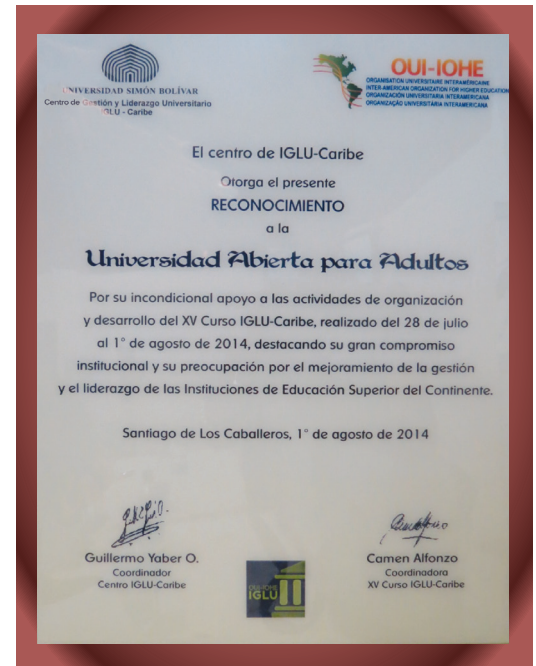 UNIVERSIDAD SIMÓN BOLÍVAR
Centro de Gestión y Liderazgo Universitario
IGLU - Caribe
OUI-IOHE
ORGANISATION UNIVERSITAIRE INTERAMÉRICAINE
INTER-AMERICAN ORGANIZATION FOR HIGHER EDUCATION
ORGANIZACIÓN UNIVERSITARIA INTERAMERICANA
ORGANIZAÇÃO UNIVERSITÁRIA INTERAMERICANA
El centro de IGLU-Caribe
Otorga el presente
RECONOCIMIENTO
a la
Universidad Abierta para Adultos
Por su incondicional apoyo a las actividades de organización
y desarrollo del XV Curso IGLU-Caribe, realizado del 28 de julio
al 1° de agosto de 2014, destacando su gran compromiso
institucional y su preocupación por el mejoramiento de la gestión
y el liderazgo de las Instituciones de Educación Superior del Continente.
Santiago de Los Caballeros, 1° de agosto de 2014
Guillermo Yaber O.
Coordinador
Centro IGLU-Caribe
Camen Alfonzo
Coordinadora
XV Curso IGLU-Caribe
OUI-IOHE
IGLU